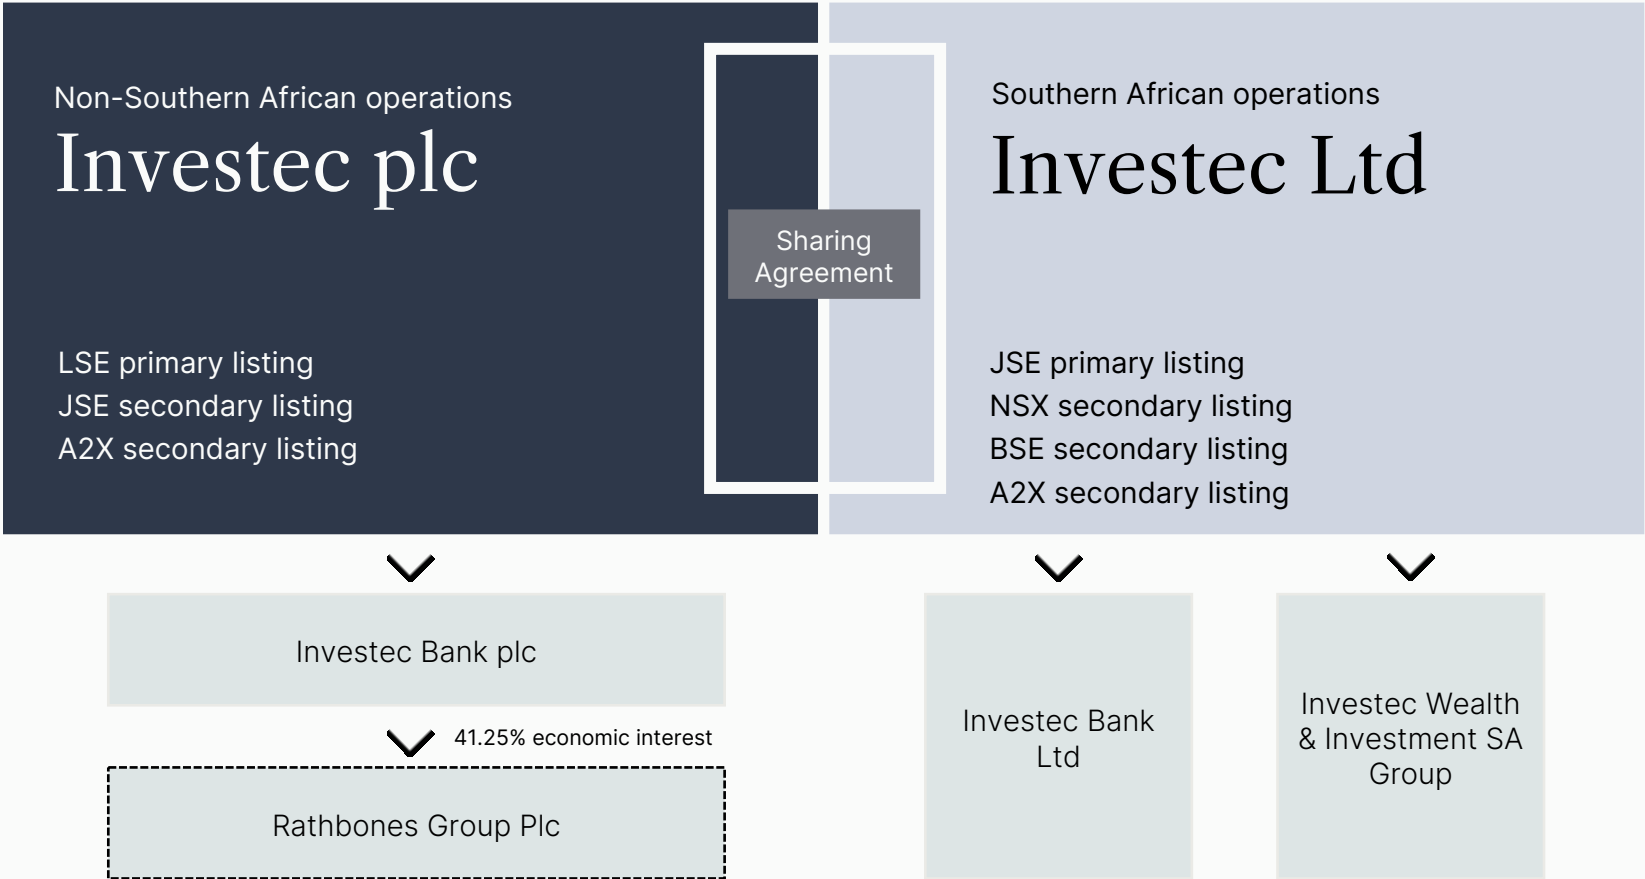 Non-Southern African operations
Investec plc
LSE primary listing
JSE secondary listing
A2X secondary listing
Sharing
Agreement
Southern African operations
Investec Ltd
JSE primary listing
NSX secondary listing
BSE secondary listing
A2X secondary listing
Investec Bank plc
41.25% economic interest
Rathbones Group Plc
Investec Bank
Ltd
Investec Wealth
& Investment SA
Group